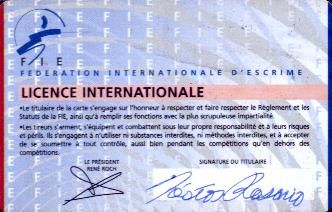 F I E
FEDERATION INTERNATIONALE D'ESCRIME
LICENCE INTERNATIONALE
•Le titulaire de la carte s'engage sur l'Honneur à respecter et faire respecter le Règlement et les
Statuts de la FIE, ainsi qu'à remplir ses fonctions avec la plus scrupuleuse impartialité.
•Les tireurs s'arment, s'équipent et combattent sous leur propre responsabilité et à leurs risques
et périls. Ils s'engagent à n'utiliser ni substances interdites, ni méthodes interdites, et à accepter
de se soumettre à tout contrôle, aussi bien pendant les compétitions qu'en dehors des
compétitions.
LE PRÉSIDENT
RENÉ ROCH
SIGNATURE DU TITULAIRE
Néstor Rosario